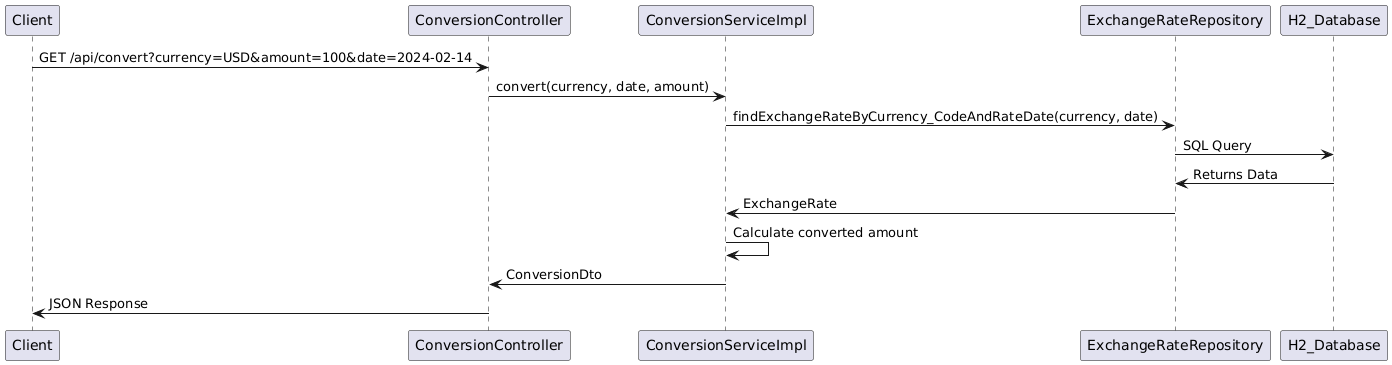 Client
ConversionController
ConversionServiceImpl
ExchangeRateRepository
H2_Database
GET /api/convert?currency=USD&amount=100&date=2024-02-14
convert(currency, date, amount)
findExchangeRateByCurrency_CodeAndRateDate(currency, date)
SQL Query
Returns Data
ExchangeRate
Calculate converted amount
ConversionDto
JSON Response
Client
ConversionController
ConversionServiceImpl
ExchangeRateRepository
H2_Database